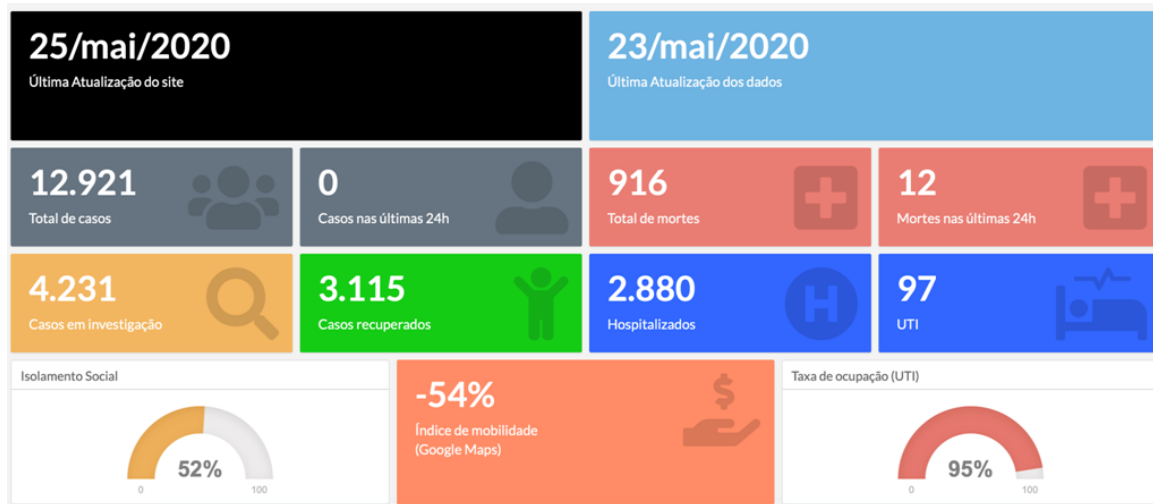 25/mai/2020
Última Atualização do site
23/mai/2020
Última Atualização dos dados
12.921
Total de casos
0
Casos nas últimas 24h
916
Total de mortes
12
Mortes nas últimas 24h
4.231
Casos em investigação
3.115
Casos recuperados
2.880
Hospitalizados
H
97
UTI
Isolamento Social
52%
0
100
-54%
Índice de mobilidade
(Google Maps)
$
Taxa de ocupação (UTI)
95%
0
100